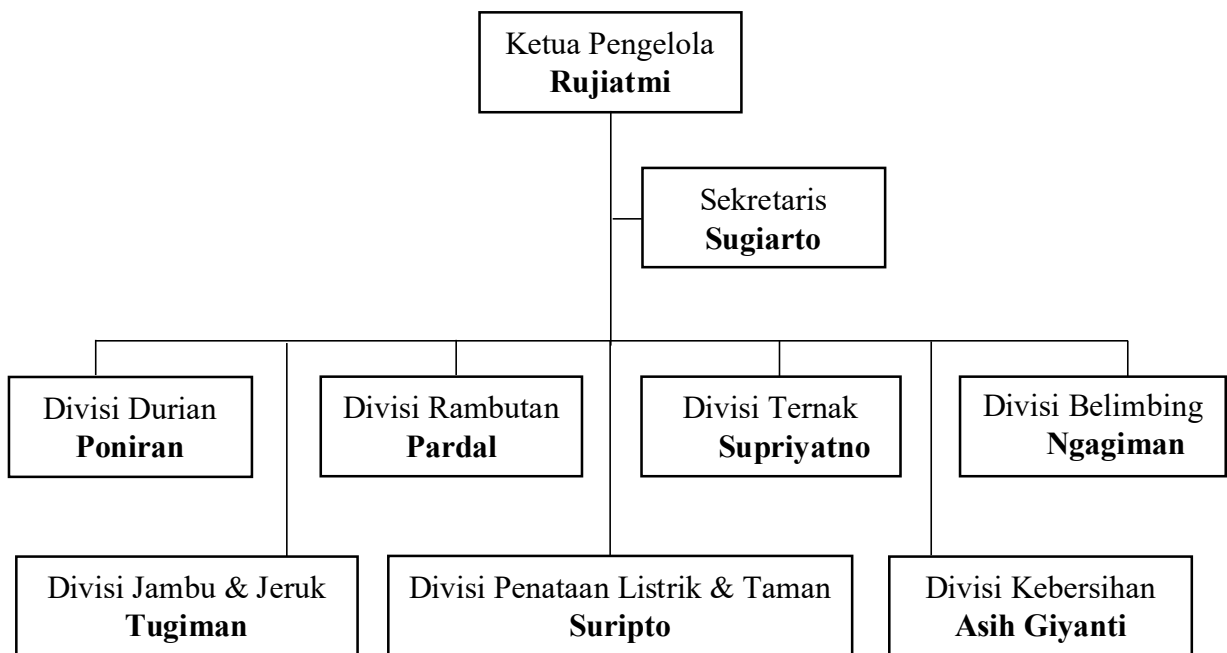 Ketua Pengelola
Rujiatmi
Sekretaris
Sugiarto
Divisi Durian
Poniran
Divisi Rambutan
Pardal
Divisi Ternak
Supriyatno
Divisi Belimbing
Ngagiman
Divisi Jambu & Jeruk
Tugiman
Divisi Penataan Listrik & Taman
Suripto
Divisi Kebersihan
Asih Giyanti